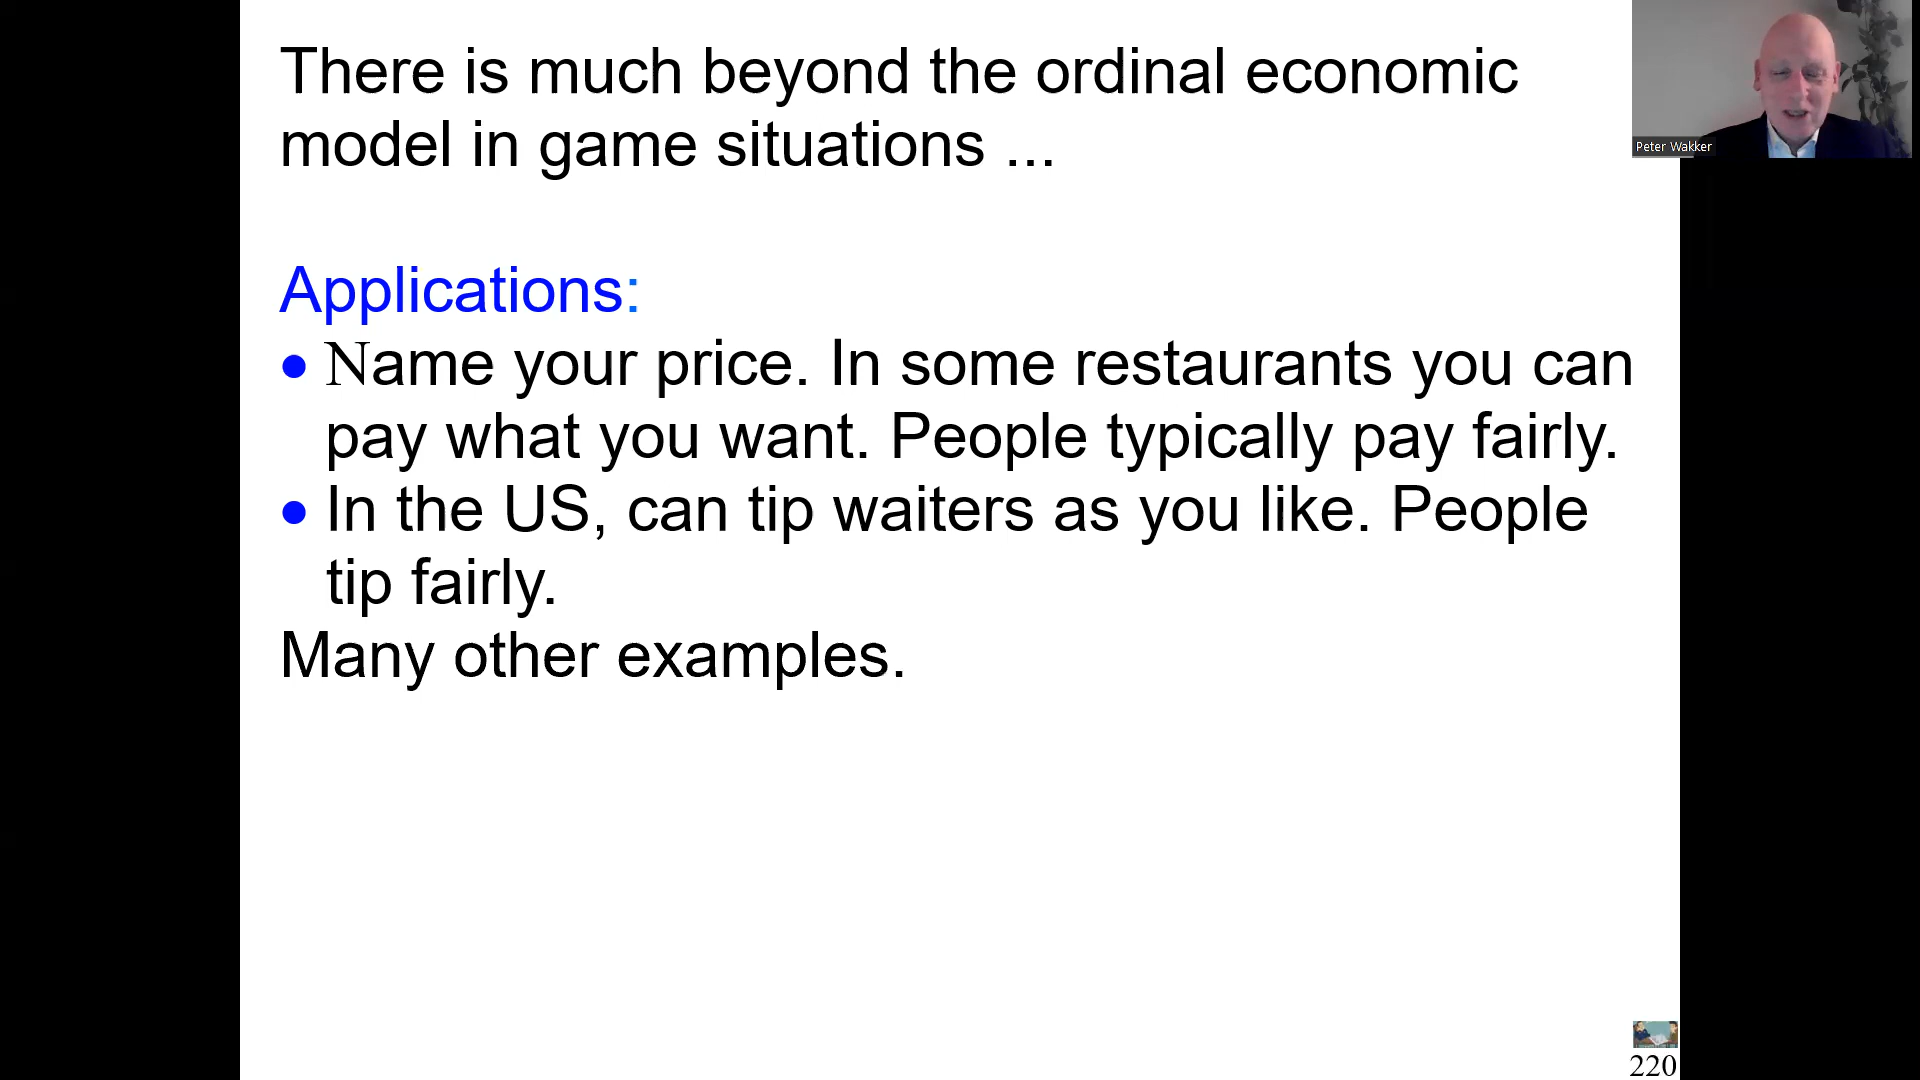 There is much beyond the ordinal economic
model in game situations ...
Peter Wakker
Applications:
• Name your price. In some restaurants you can
pay what you want. People typically pay fairly.
• In the US, can tip waiters as you like. People
tip fairly.
Many other examples.
220